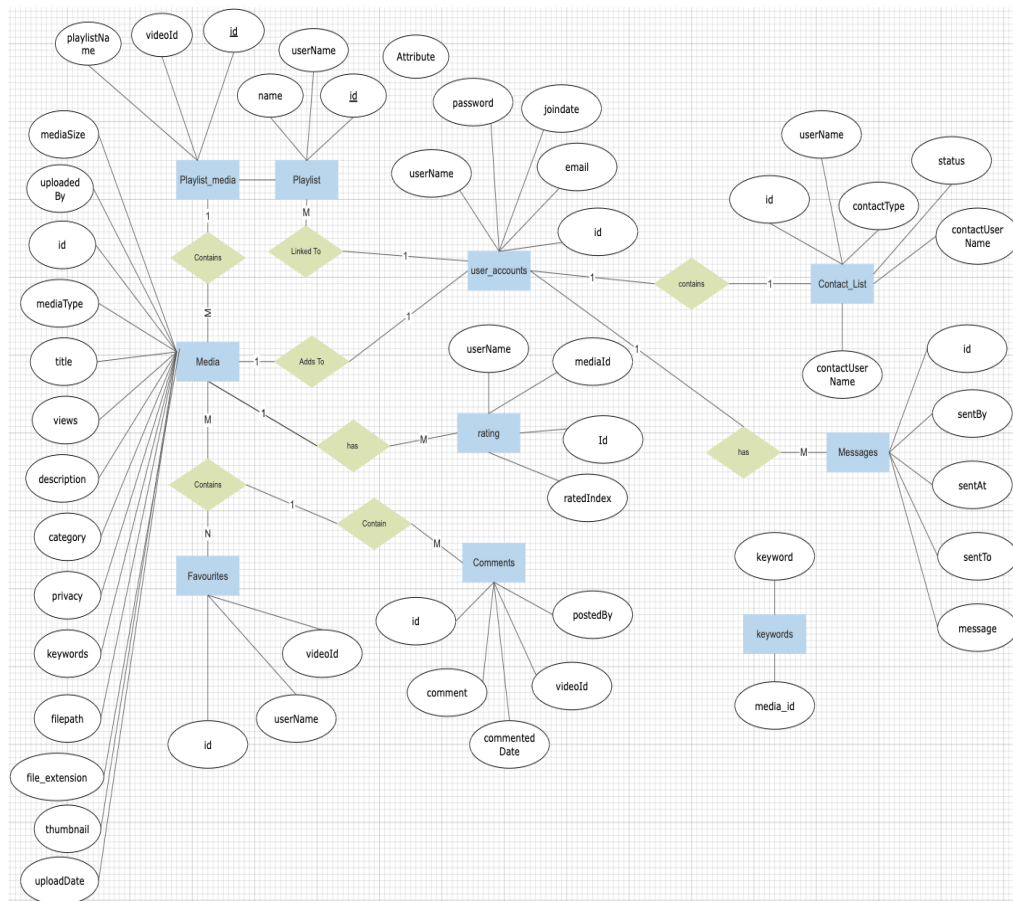 playlistNa
me
videoId
id
userName
Attribute
name
id
password
joindate
userName
email
id
userName
status
id
contactType
contactUser
Name
mediaSize
uploaded
By
id
mediaType
title
views
description
category
privacy
keywords
filepath
file_extension
thumbnail
uploadDate
Playlist_media
Playlist
1
M
Contains
Linked To
1
user_accounts
1
contains
1
Contact_List
contactUser
Name
M
1
Media
1
Adds To
1
userName
mediaId
id
sentBy
M
1
has
M
rating
Id
ratedIndex
has
M
Messages
sentAt
sentTo
message
Contains
1
Contain
M
N
Favourites
Comments
keyword
keywords
media_id
id
postedBy
videoId
comment
videoId
userName
commented
Date
id